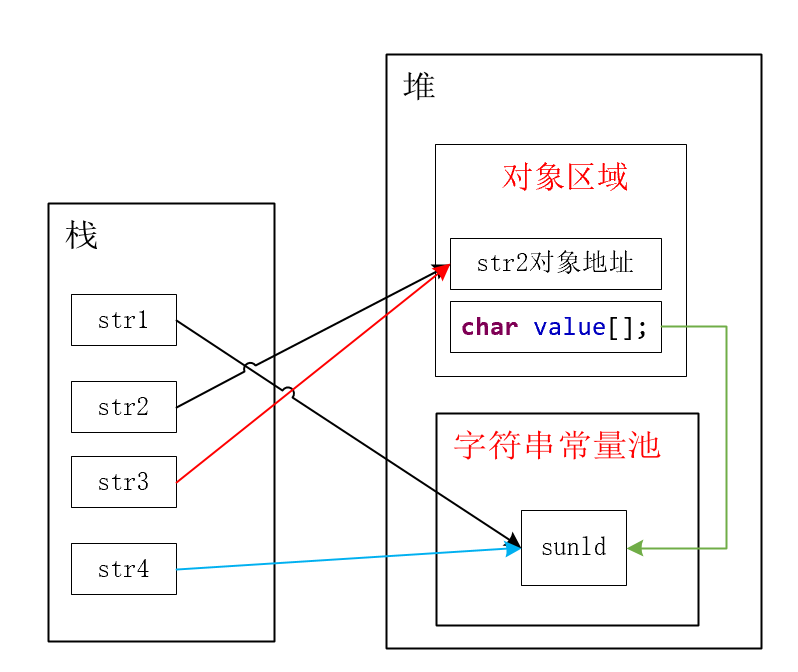 堆
对象区域
str2对象地址
char value[];
字符串常量池
sunld
栈
str1
str2
str3
str4